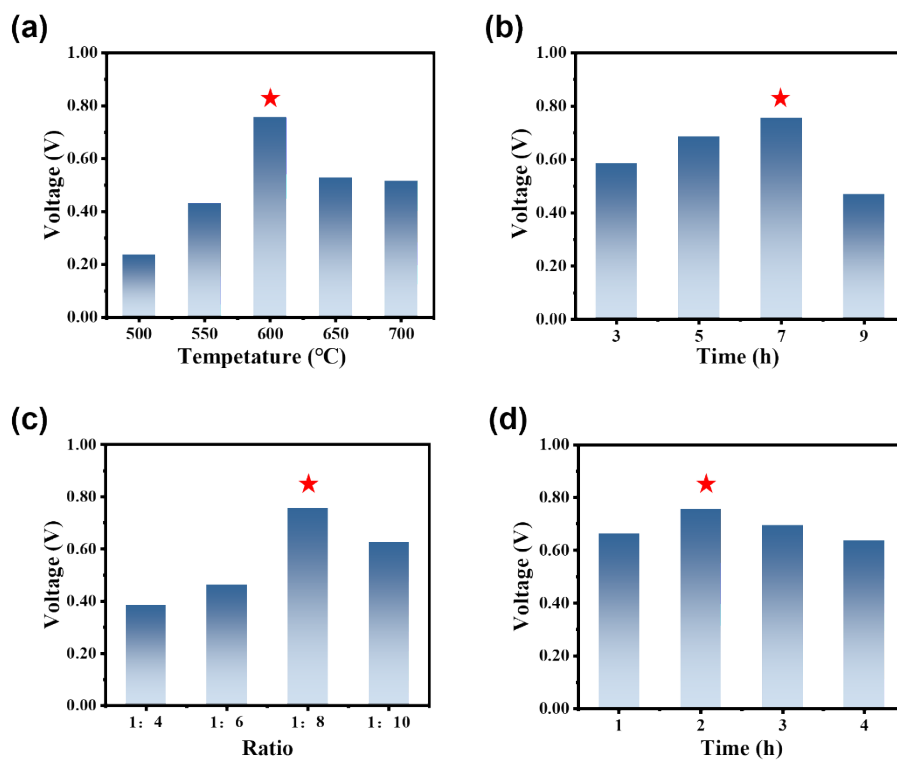 (a)
Voltage (V)
1.00
0.80
0.60
0.40
0.20
0.00
500 550 600 650 700
Tempetature (℃)
(b)
Voltage (V)
1.00
0.80
0.60
0.40
0.20
0.00
3 5 7 9
Time (h)
(c)
Voltage (V)
1.00
0.80
0.60
0.40
0.20
0.00
1: 4 1: 6 1: 8 1: 10
Ratio
(d)
Voltage (V)
1.00
0.80
0.60
0.40
0.20
0.00
1 2 3 4
Time (h)